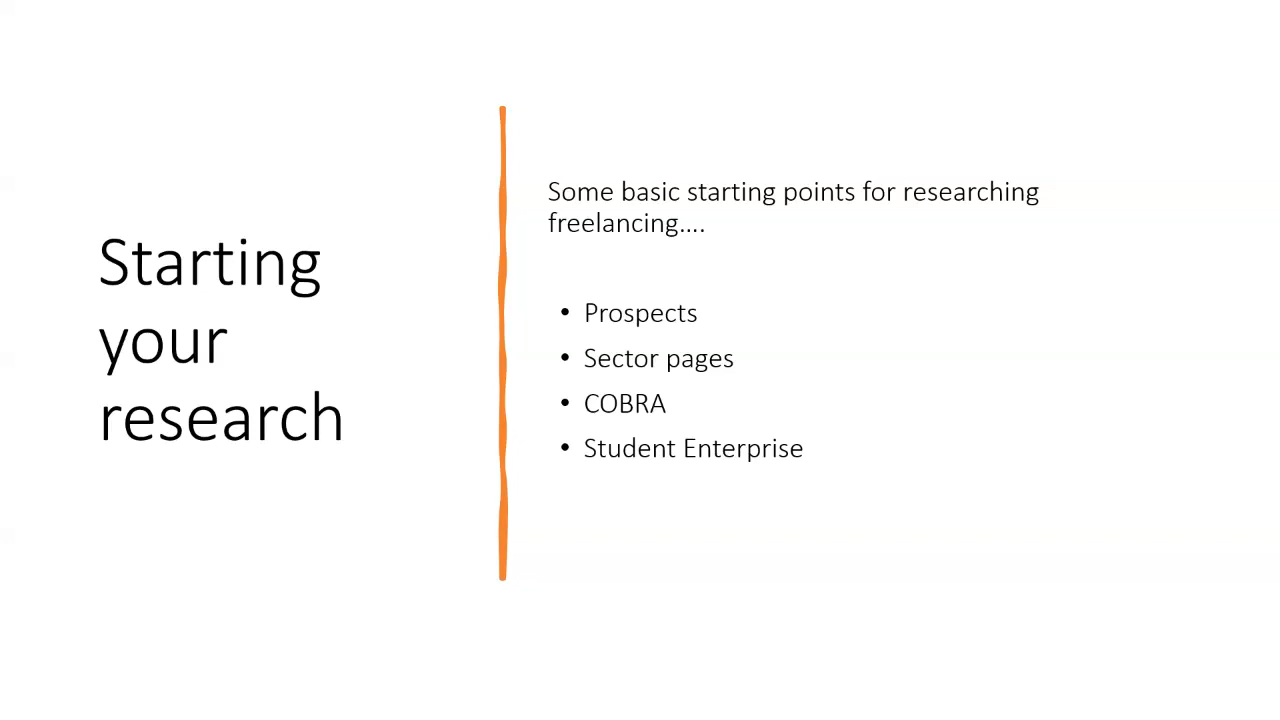 Starting
your
research
Some basic starting points for researching
freelancing....
• Prospects
• Sector pages
• COBRA
• Student Enterprise